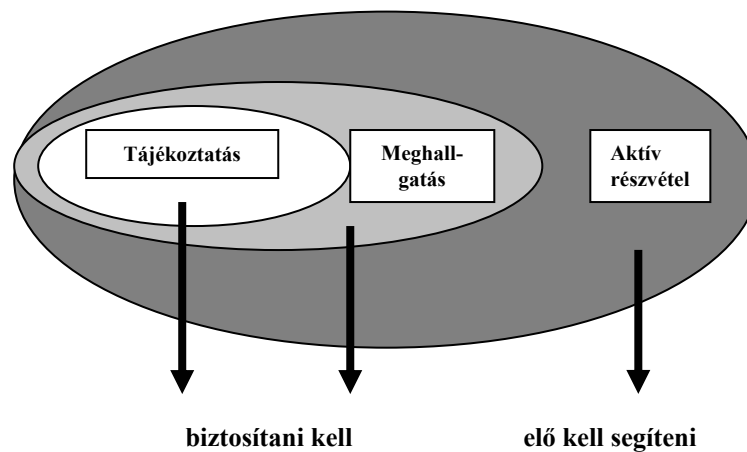 Tájékoztatás
Meghall-
gatás
Aktív
részvétel
biztosítani kell
elő kell segíteni